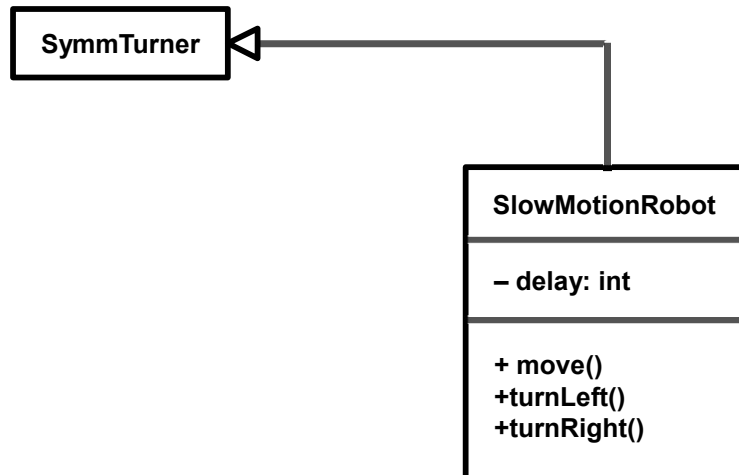 SymmTurner
SlowMotionRobot
– delay: int
+ move()
+turnLeft()
+turnRight()